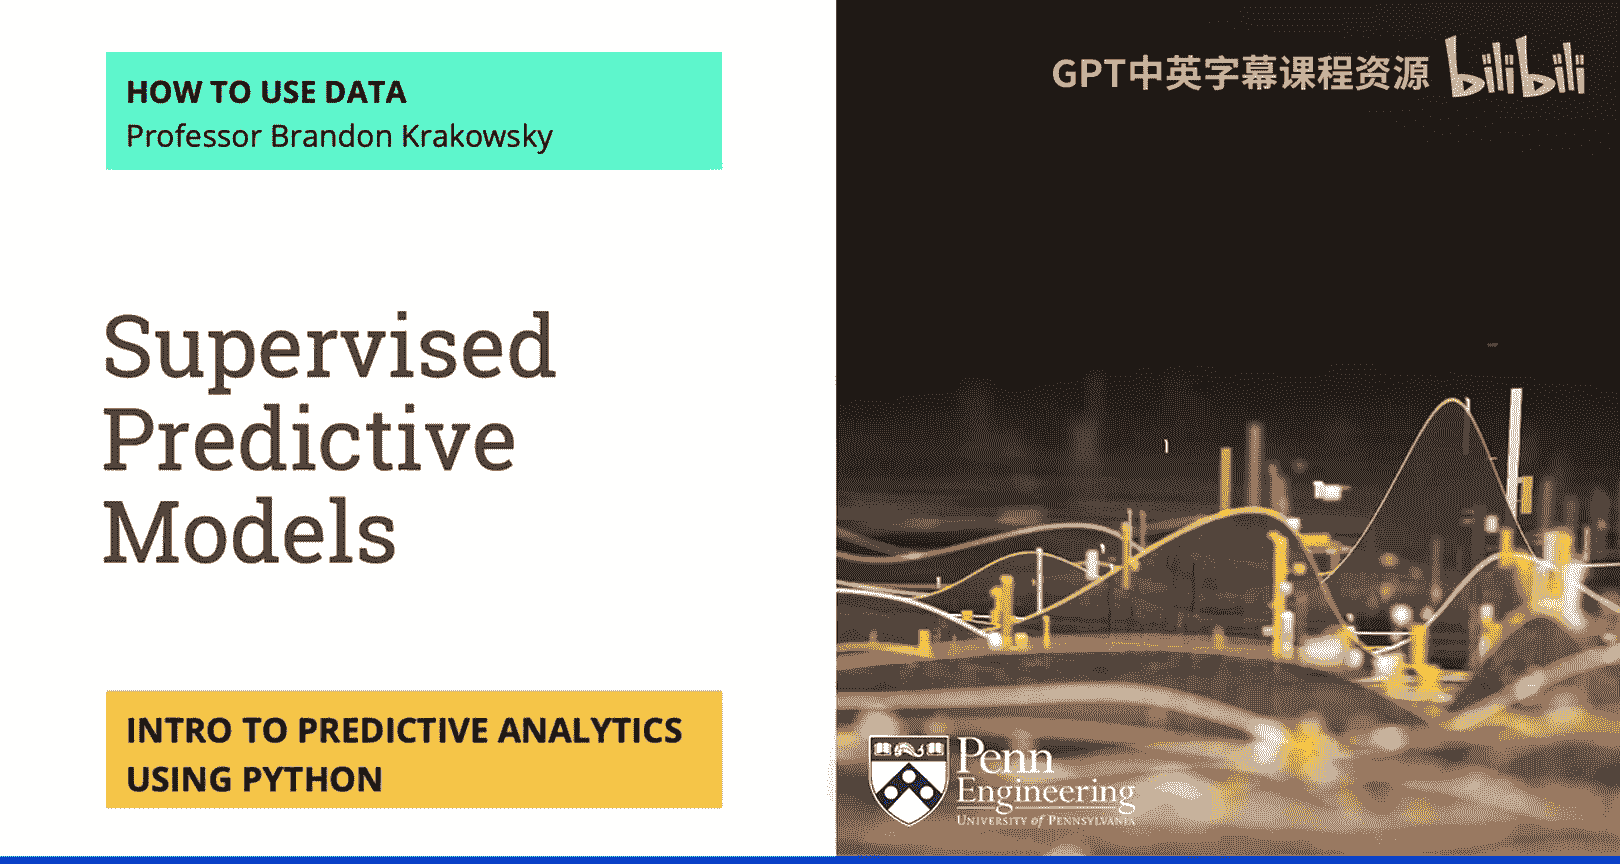 HOW TO USE DATA
Professor Brandon Krakowsky
Supervised
Predictive
Models
INTRO TO PREDICTIVE ANALYTICS
USING PYTHON
GPT中英字幕课程资源 bilibili
Penn
Engineering
UNIVERSITY of PENNSYLVANIA